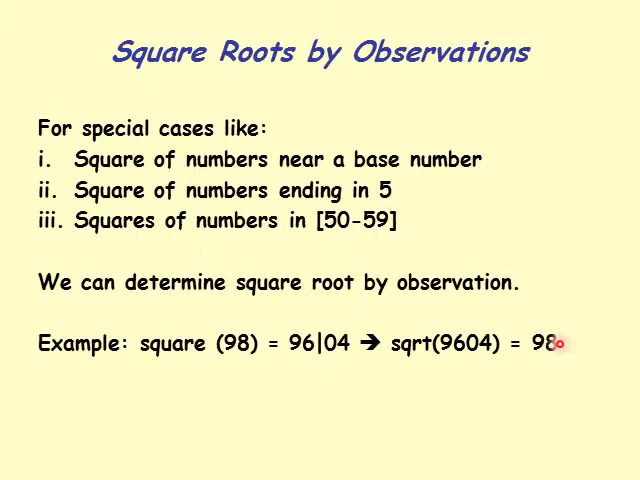 Square Roots by Observations
For special cases like:
i. Square of numbers near a base number
ii. Square of numbers ending in 5
iii. Squares of numbers in [50-59]
We can determine square root by observation.
Example: square (98) = 96|04 → sqrt(9604) = 98